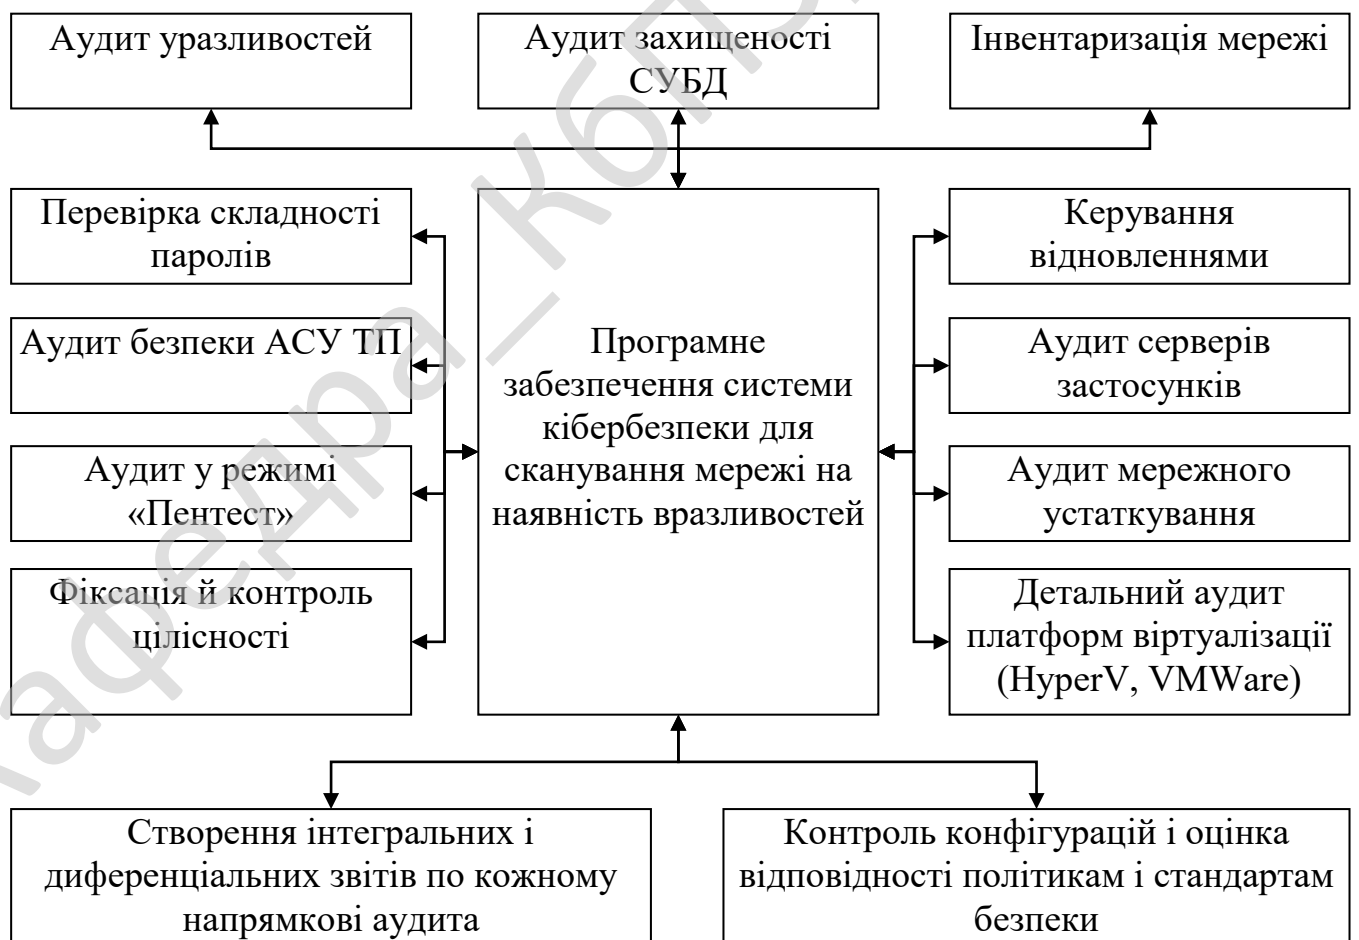 Аудит уразливостей
Аудит захищеності
СУБД
Інвентаризація мережі
Перевірка складності
паролів
Аудит безпеки АСУ ТП
Аудит у режимі
«Пентест»
Фіксація й контроль
цілісності
Програмне
забезпечення системи
кібербезпеки для
сканування мережі на
наявність вразливостей
Керування
відновленнями
Аудит серверів
застосунків
Аудит мережного
устаткування
Детальний аудит
платформ віртуалізації
(HyperV, VMWare)
Створення інтегральних і
диференціальних звітів по кожному
напрямкові аудита
Контроль конфігурацій і оцінка
відповідності політикам і стандартам
безпеки